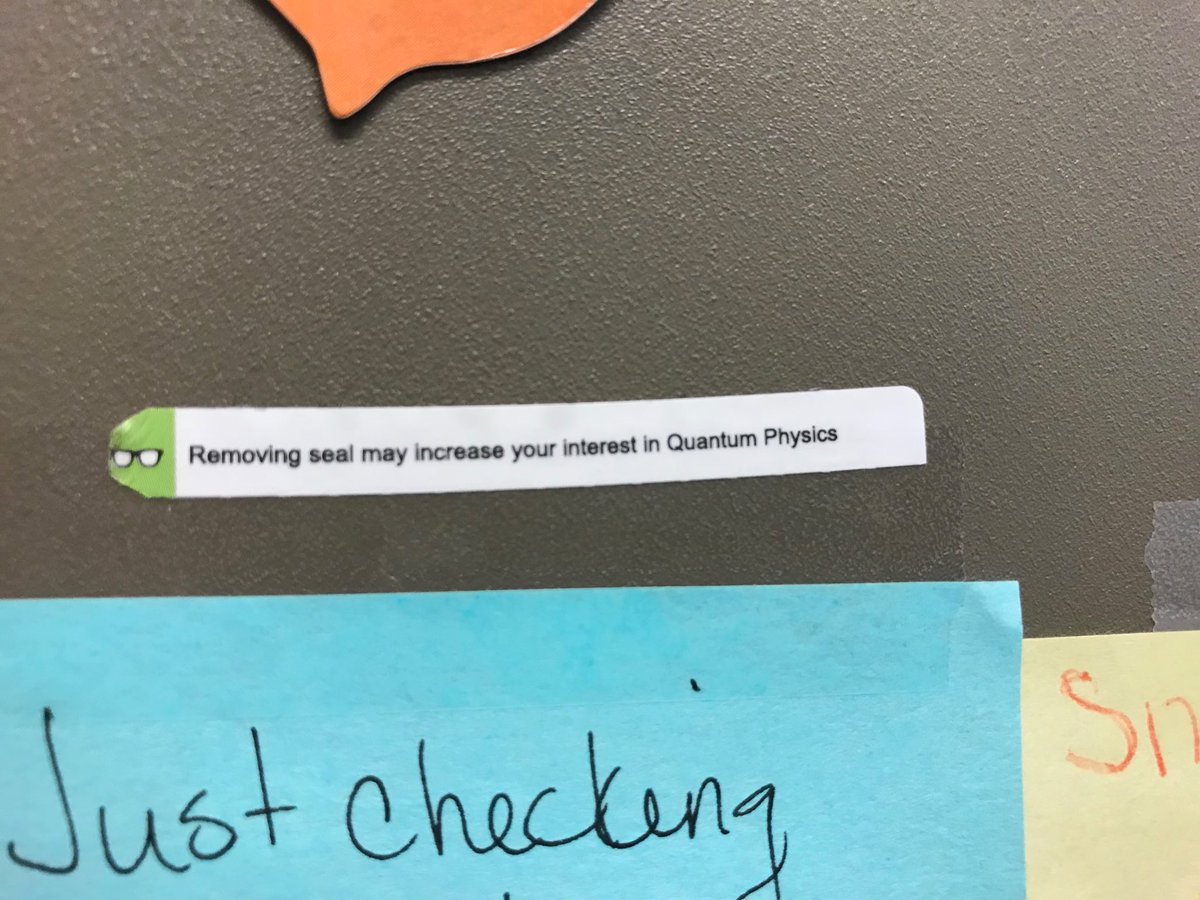 Removing seal may increase your interest in Quantum Physics
Just checking